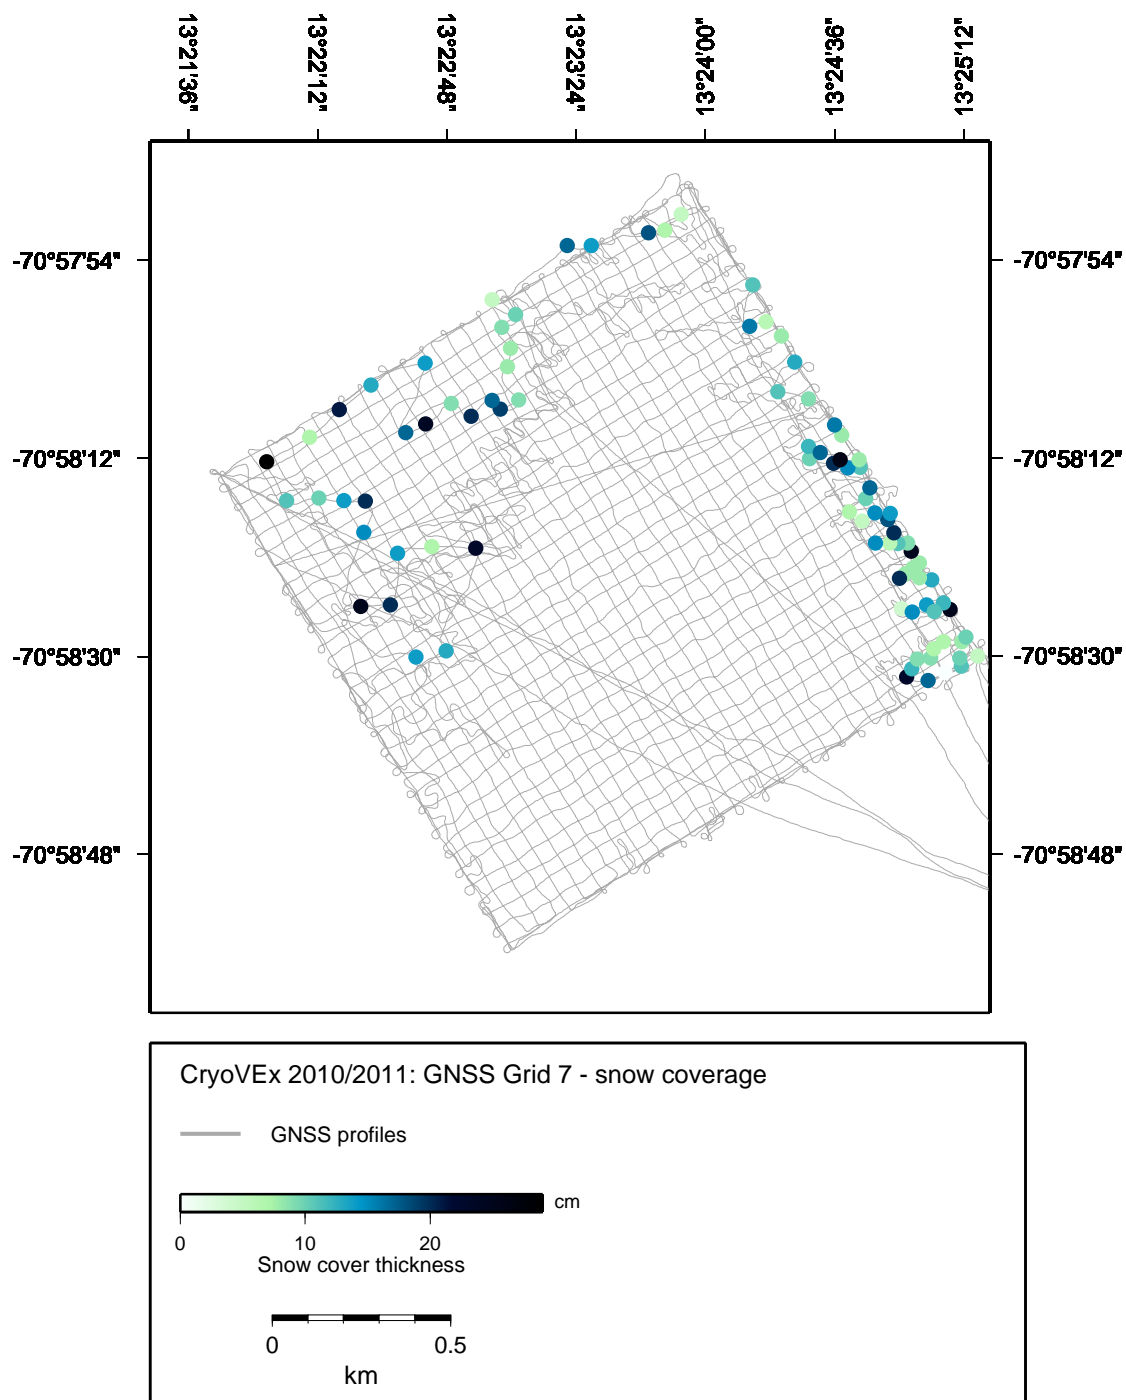 13°21'36" 13°22'12" 13°22'48" 13°23'24" 13°24'00" 13°24'36" 13°25'12"
-70°57'54" -70°57'54"
-70°58'12" -70°58'12"
-70°58'30" -70°58'30"
-70°58'48" -70°58'48"
CryoVEx 2010/2011: GNSS Grid 7 - snow coverage
GNSS profiles
cm
0 10 20
Snow cover thickness
0 0.5
km